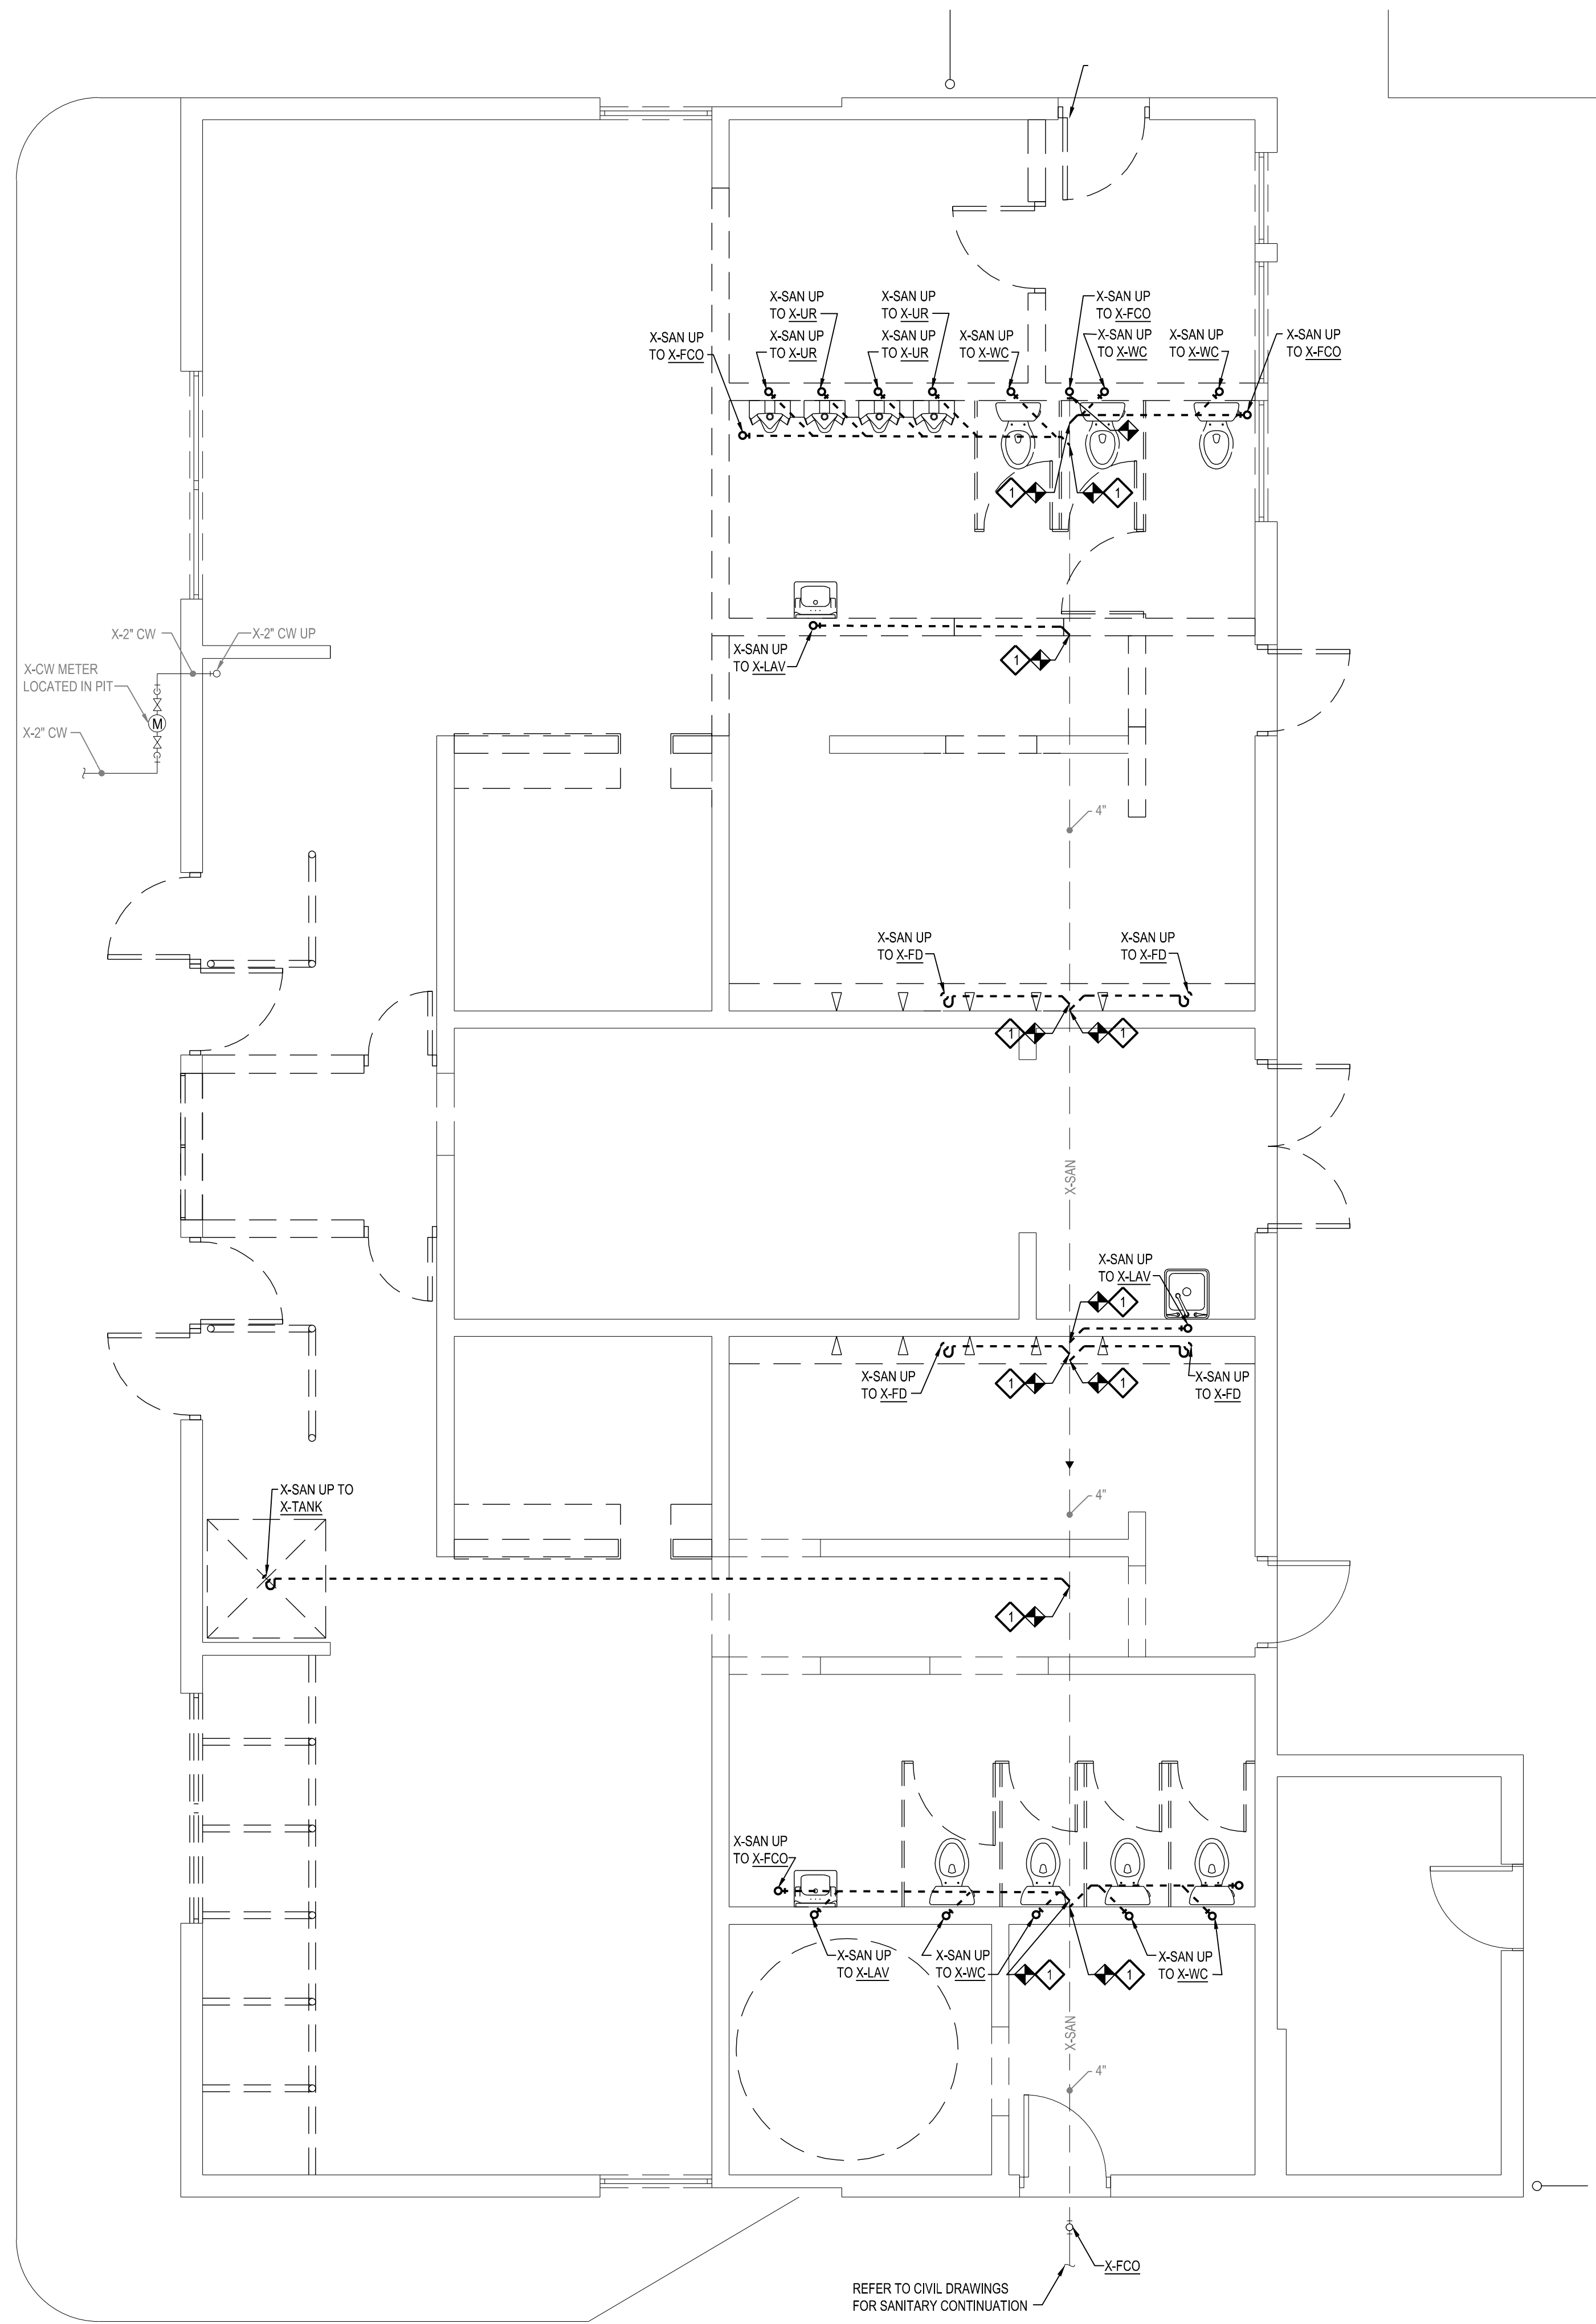 X-SAN UP
TO X-UR
X-SAN UP
TO X-UR
X-SAN UP
TO X-FCO
X-SAN UP
TO X-FCO
X-SAN UP
TO X-UR
X-SAN UP
TO X-UR
X-SAN UP
TO X-WC
X-SAN UP
TO X-WC
X-SAN UP
TO X-WC
X-SAN UP
TO X-FCO
1
1
X-2" CW
X-2" CW UP
X-CW METER
LOCATED IN PIT
M
X-2" CW
X-SAN UP
TO X-LAV
1
4"
X-SAN UP
TO X-FD
X-SAN UP
TO X-FD
1
1
X-SAN
X-SAN UP
TO X-LAV
1
X-SAN UP
TO X-FD
1
1
X-SAN UP
TO X-FD
X-SAN UP TO
X-TANK
4"
1
X-SAN UP
TO X-FCO
X-SAN UP
TO X-LAV
X-SAN UP
TO X-WC
1
1
X-SAN UP
TO X-WC
X-SAN
4"
X-FCO
REFER TO CIVIL DRAWINGS
FOR SANITARY CONTINUATION